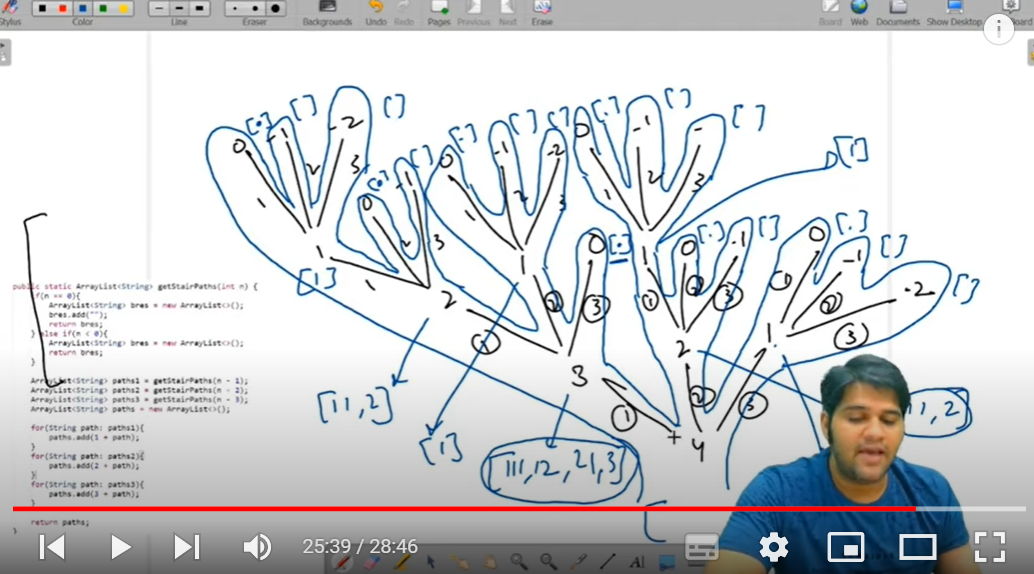 Stylus
Color
Line
Eraser
Backgrounds
Undo
Redo
Pages
Previous
Next
Erase
Board
Web
Documents
Show Desktop
[.] [ ] [ ]
0 -1 -2
1 2 3
[.] [ ]
0 -1
2 3
1
[1]
1
2
[.] [ ] [ ]
0 -1 -2
1 2 3
1
[.] [ ] [ ]
0 -1 -
1 2 3
1
[1]
0 [.]
1 2 3
3
0 [.] -1 [ ]
1 2 3
2
0 [.] -1 [ ] -2 [ ]
1 2 3
1
[11,2]
[1]
[111,12,21,3]
11,2]
1 2 3
4
[
public static ArrayList<String> getStairPaths(int n) {
if(n == 0){
ArrayList<String> bres = new ArrayList<>();
bres.add("");
return bres;
} else if(n < 0){
ArrayList<String> bres = new ArrayList<>();
return bres;
}
ArrayList<String> paths1 = getStairPaths(n - 1);
ArrayList<String> paths2 = getStairPaths(n - 2);
ArrayList<String> paths3 = getStairPaths(n - 3);
ArrayList<String> paths = new ArrayList<>();
for(String path: paths1){
paths.add(1 + path);
}
for(String path: paths2){
paths.add(2 + path);
}
for(String path: paths3){
paths.add(3 + path);
}
return paths;
}
25:39 / 28:46